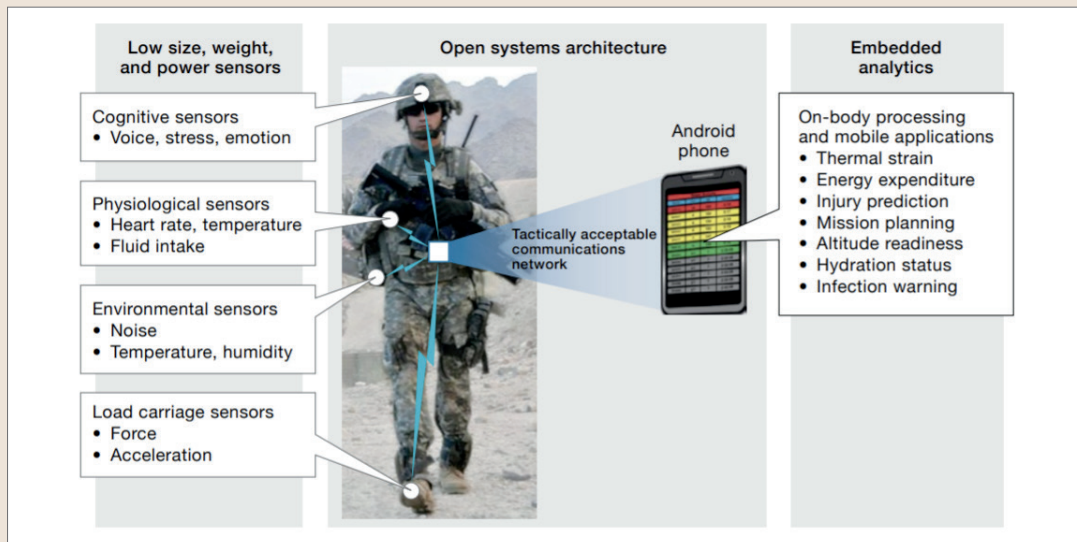 Low size, weight,
and power sensors
Cognitive sensors
• Voice, stress, emotion
Physiological sensors
• Heart rate, temperature
• Fluid intake
Environmental sensors
• Noise
• Temperature, humidity
Load carriage sensors
• Force
• Acceleration
Open systems architecture
Tactically acceptable
communications
network
Android
phone
Embedded
analytics
On-body processing
and mobile applications
• Thermal strain
• Energy expenditure
• Injury prediction
• Mission planning
• Altitude readiness
• Hydration status
• Infection warning